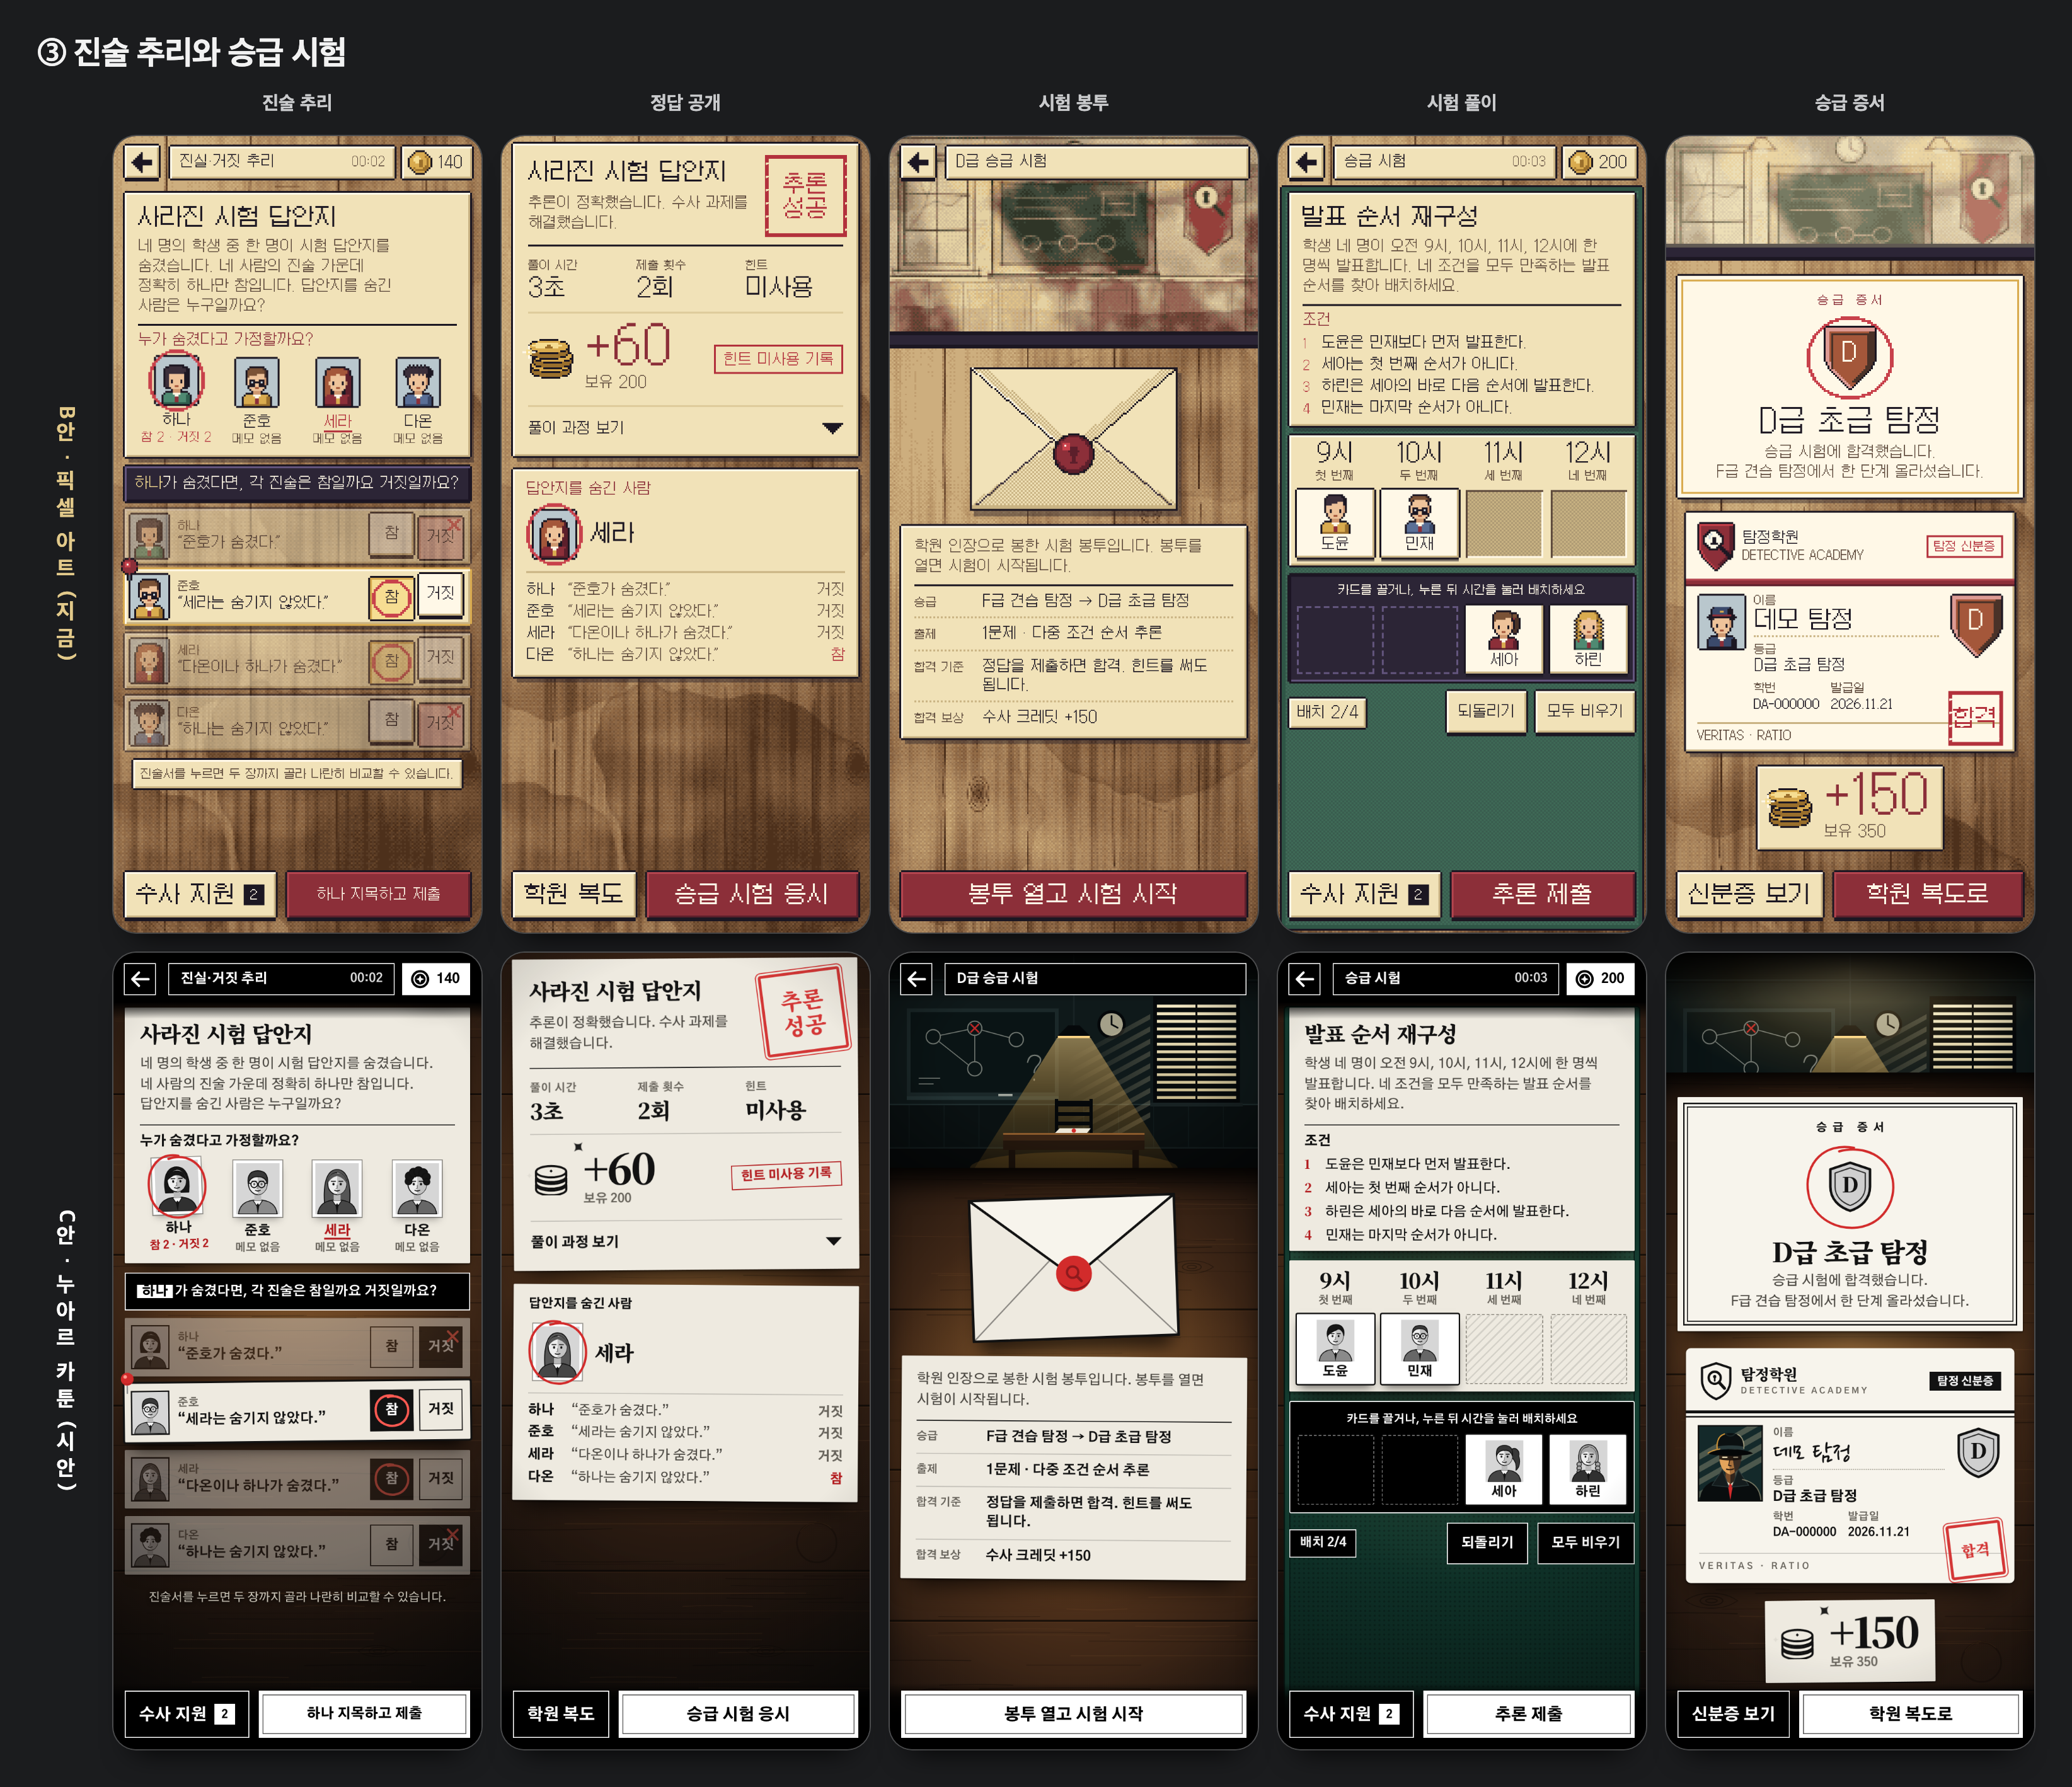 ③ 진술 추리와 승급 시험
진술 추리
정답 공개
시험 봉투
시험 풀이
승급 증서
B안 · 픽셀 아트 (지금)
진실·거짓 추리
00:02
140
사라진 시험 답안지
네 명의 학생 중 한 명이 시험 답안지를
숨겼습니다. 네 사람의 진술 가운데
정확히 하나만 참입니다. 답안지를 숨긴
사람은 누구일까요?
누가 숨겼다고 가정할까요?
하나
준호
세라
다온
참 2 · 거짓 2
메모 없음
메모 없음
메모 없음
하나가 숨겼다면, 각 진술은 참일까요 거짓일까요?
하나
“준호가 숨겼다.”
참
거짓
준호
“세라는 숨기지 않았다.”
참
거짓
세라
“다온이나 하나가 숨겼다.”
참
거짓
다온
“하나는 숨기지 않았다.”
참
거짓
진술서를 누르면 두 장까지 골라 나란히 비교할 수 있습니다.
수사 지원 2
하나 지목하고 제출
사라진 시험 답안지
추론이 정확했습니다. 수사 과제를
해결했습니다.
추론
성공
풀이 시간
제출 횟수
힌트
3초
2회
미사용
+60
보유 200
힌트 미사용 기록
풀이 과정 보기
답안지를 숨긴 사람
세라
하나 “준호가 숨겼다.” 거짓
준호 “세라는 숨기지 않았다.” 거짓
세라 “다온이나 하나가 숨겼다.” 거짓
다온 “하나는 숨기지 않았다.” 참
학원 복도
승급 시험 응시
D급 승급 시험
학원 인장으로 봉한 시험 봉투입니다. 봉투를
열면 시험이 시작됩니다.
승급 F급 견습 탐정 → D급 초급 탐정
출제 1문제 · 다중 조건 순서 추론
합격 기준 정답을 제출하면 합격. 힌트를 써도
됩니다.
합격 보상 수사 크레딧 +150
봉투 열고 시험 시작
승급 시험
00:03
200
발표 순서 재구성
학생 네 명이 오전 9시, 10시, 11시, 12시에 한
명씩 발표합니다. 네 조건을 모두 만족하는 발표
순서를 찾아 배치하세요.
조건
1 도윤은 민재보다 먼저 발표한다.
2 세아는 첫 번째 순서가 아니다.
3 하린은 세아의 바로 다음 순서에 발표한다.
4 민재는 마지막 순서가 아니다.
9시
10시
11시
12시
첫 번째
두 번째
세 번째
네 번째
도윤
민재
카드를 끌거나, 누른 뒤 시간을 눌러 배치하세요
세아
하린
배치 2/4
되돌리기
모두 비우기
수사 지원 2
추론 제출
승급 증서
D
D급 초급 탐정
승급 시험에 합격했습니다.
F급 견습 탐정에서 한 단계 올라섰습니다.
탐정학원
DETECTIVE ACADEMY
탐정 신분증
이름
데모 탐정
D
등급
D급 초급 탐정
학번
발급일
DA-000000
2026.11.21
합격
VERITAS · RATIO
+150
보유 350
신분증 보기
학원 복도로
C안 · 누아르 카툰 (시안)
진실·거짓 추리
00:02
140
사라진 시험 답안지
네 명의 학생 중 한 명이 시험 답안지를 숨겼습니다.
네 사람의 진술 가운데 정확히 하나만 참입니다.
답안지를 숨긴 사람은 누구일까요?
누가 숨겼다고 가정할까요?
하나
준호
세라
다온
참 2 · 거짓 2
메모 없음
메모 없음
메모 없음
하나가 숨겼다면, 각 진술은 참일까요 거짓일까요?
하나
“준호가 숨겼다.”
참
거짓
준호
“세라는 숨기지 않았다.”
참
거짓
세라
“다온이나 하나가 숨겼다.”
참
거짓
다온
“하나는 숨기지 않았다.”
참
거짓
진술서를 누르면 두 장까지 골라 나란히 비교할 수 있습니다.
수사 지원 2
하나 지목하고 제출
사라진 시험 답안지
추론이 정확했습니다. 수사 과제를
해결했습니다.
추론
성공
풀이 시간
제출 횟수
힌트
3초
2회
미사용
+60
보유 200
힌트 미사용 기록
풀이 과정 보기
답안지를 숨긴 사람
세라
하나 “준호가 숨겼다.” 거짓
준호 “세라는 숨기지 않았다.” 거짓
세라 “다온이나 하나가 숨겼다.” 거짓
다온 “하나는 숨기지 않았다.” 참
학원 복도
승급 시험 응시
D급 승급 시험
?
학원 인장으로 봉한 시험 봉투입니다. 봉투를 열면
시험이 시작됩니다.
승급 F급 견습 탐정 → D급 초급 탐정
출제 1문제 · 다중 조건 순서 추론
합격 기준 정답을 제출하면 합격. 힌트를 써도
됩니다.
합격 보상 수사 크레딧 +150
봉투 열고 시험 시작
승급 시험
00:03
200
발표 순서 재구성
학생 네 명이 오전 9시, 10시, 11시, 12시에 한 명씩
발표합니다. 네 조건을 모두 만족하는 발표 순서를
찾아 배치하세요.
조건
1 도윤은 민재보다 먼저 발표한다.
2 세아는 첫 번째 순서가 아니다.
3 하린은 세아의 바로 다음 순서에 발표한다.
4 민재는 마지막 순서가 아니다.
9시
10시
11시
12시
첫 번째
두 번째
세 번째
네 번째
도윤
민재
카드를 끌거나, 누른 뒤 시간을 눌러 배치하세요
세아
하린
배치 2/4
되돌리기
모두 비우기
수사 지원 2
추론 제출
?
승급 증서
D
D급 초급 탐정
승급 시험에 합격했습니다.
F급 견습 탐정에서 한 단계 올라섰습니다.
탐정학원
DETECTIVE ACADEMY
탐정 신분증
이름
데모 탐정
D
등급
D급 초급 탐정
학번
발급일
DA-000000
2026.11.21
합격
VERITAS · RATIO
+150
보유 350
신분증 보기
학원 복도로